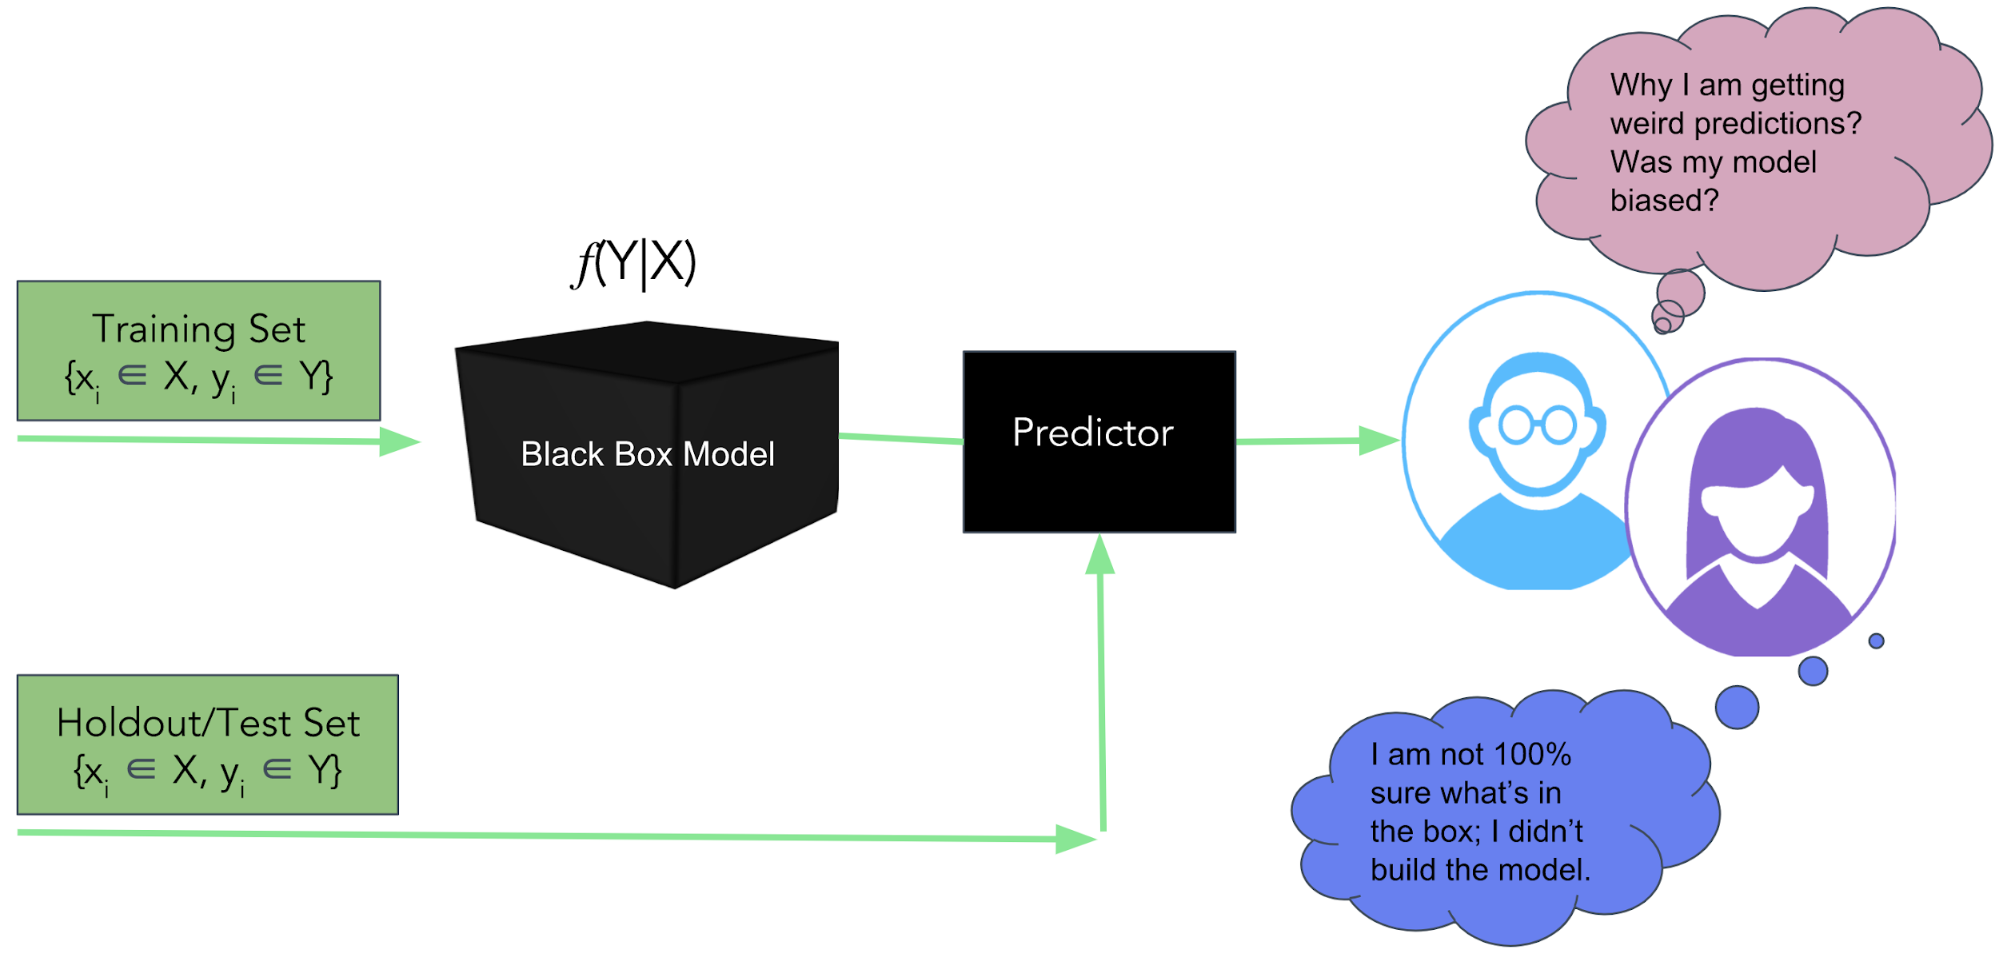 Why I am getting
weird predictions?
Was my model
biased?
f(Y|X)
Training Set
{xi ∈ X, yi ∈ Y}
Black Box Model
Predictor
Holdout/Test Set
{xi ∈ X, yi ∈ Y}
I am not 100%
sure what’s in
the box; I didn’t
build the model.